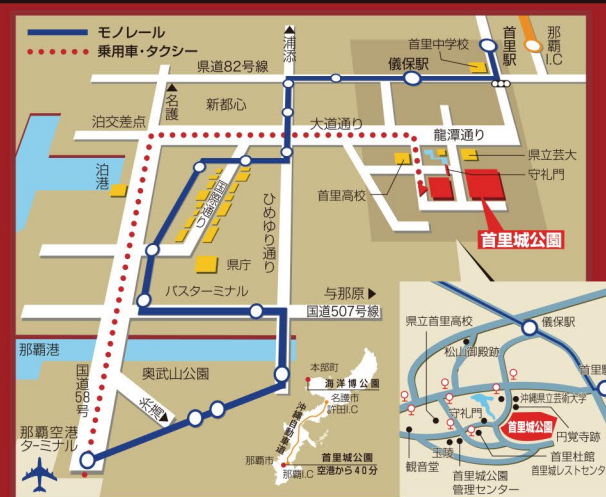 モノレール
乗用車・タクシー
▲浦添
首里中学校
首里駅
那覇I.C
県道82号線
儀保駅
▲名護
新都心
泊交差点
大道通り
龍潭通り
県立芸大
守礼門
泊港
首里高校
国際通り
ひめゆり通り
首里城公園
県庁
バスターミナル
与那原▶
国道507号線
那覇港
奥武山公園
国道58号
糸満
那覇空港
ターミナル
本部町
海洋博公園
名護市
許田I.C
沖縄自動車道
那覇市
那覇I.C
首里城公園
空港から40分
儀保駅
県立首里高校
松山御殿跡
首里駅
沖縄県立芸術大学
守礼門
首里城公園
円覚寺跡
玉陵
観音堂
首里杜館
首里城レストセンタ
首里城公園
管理センター